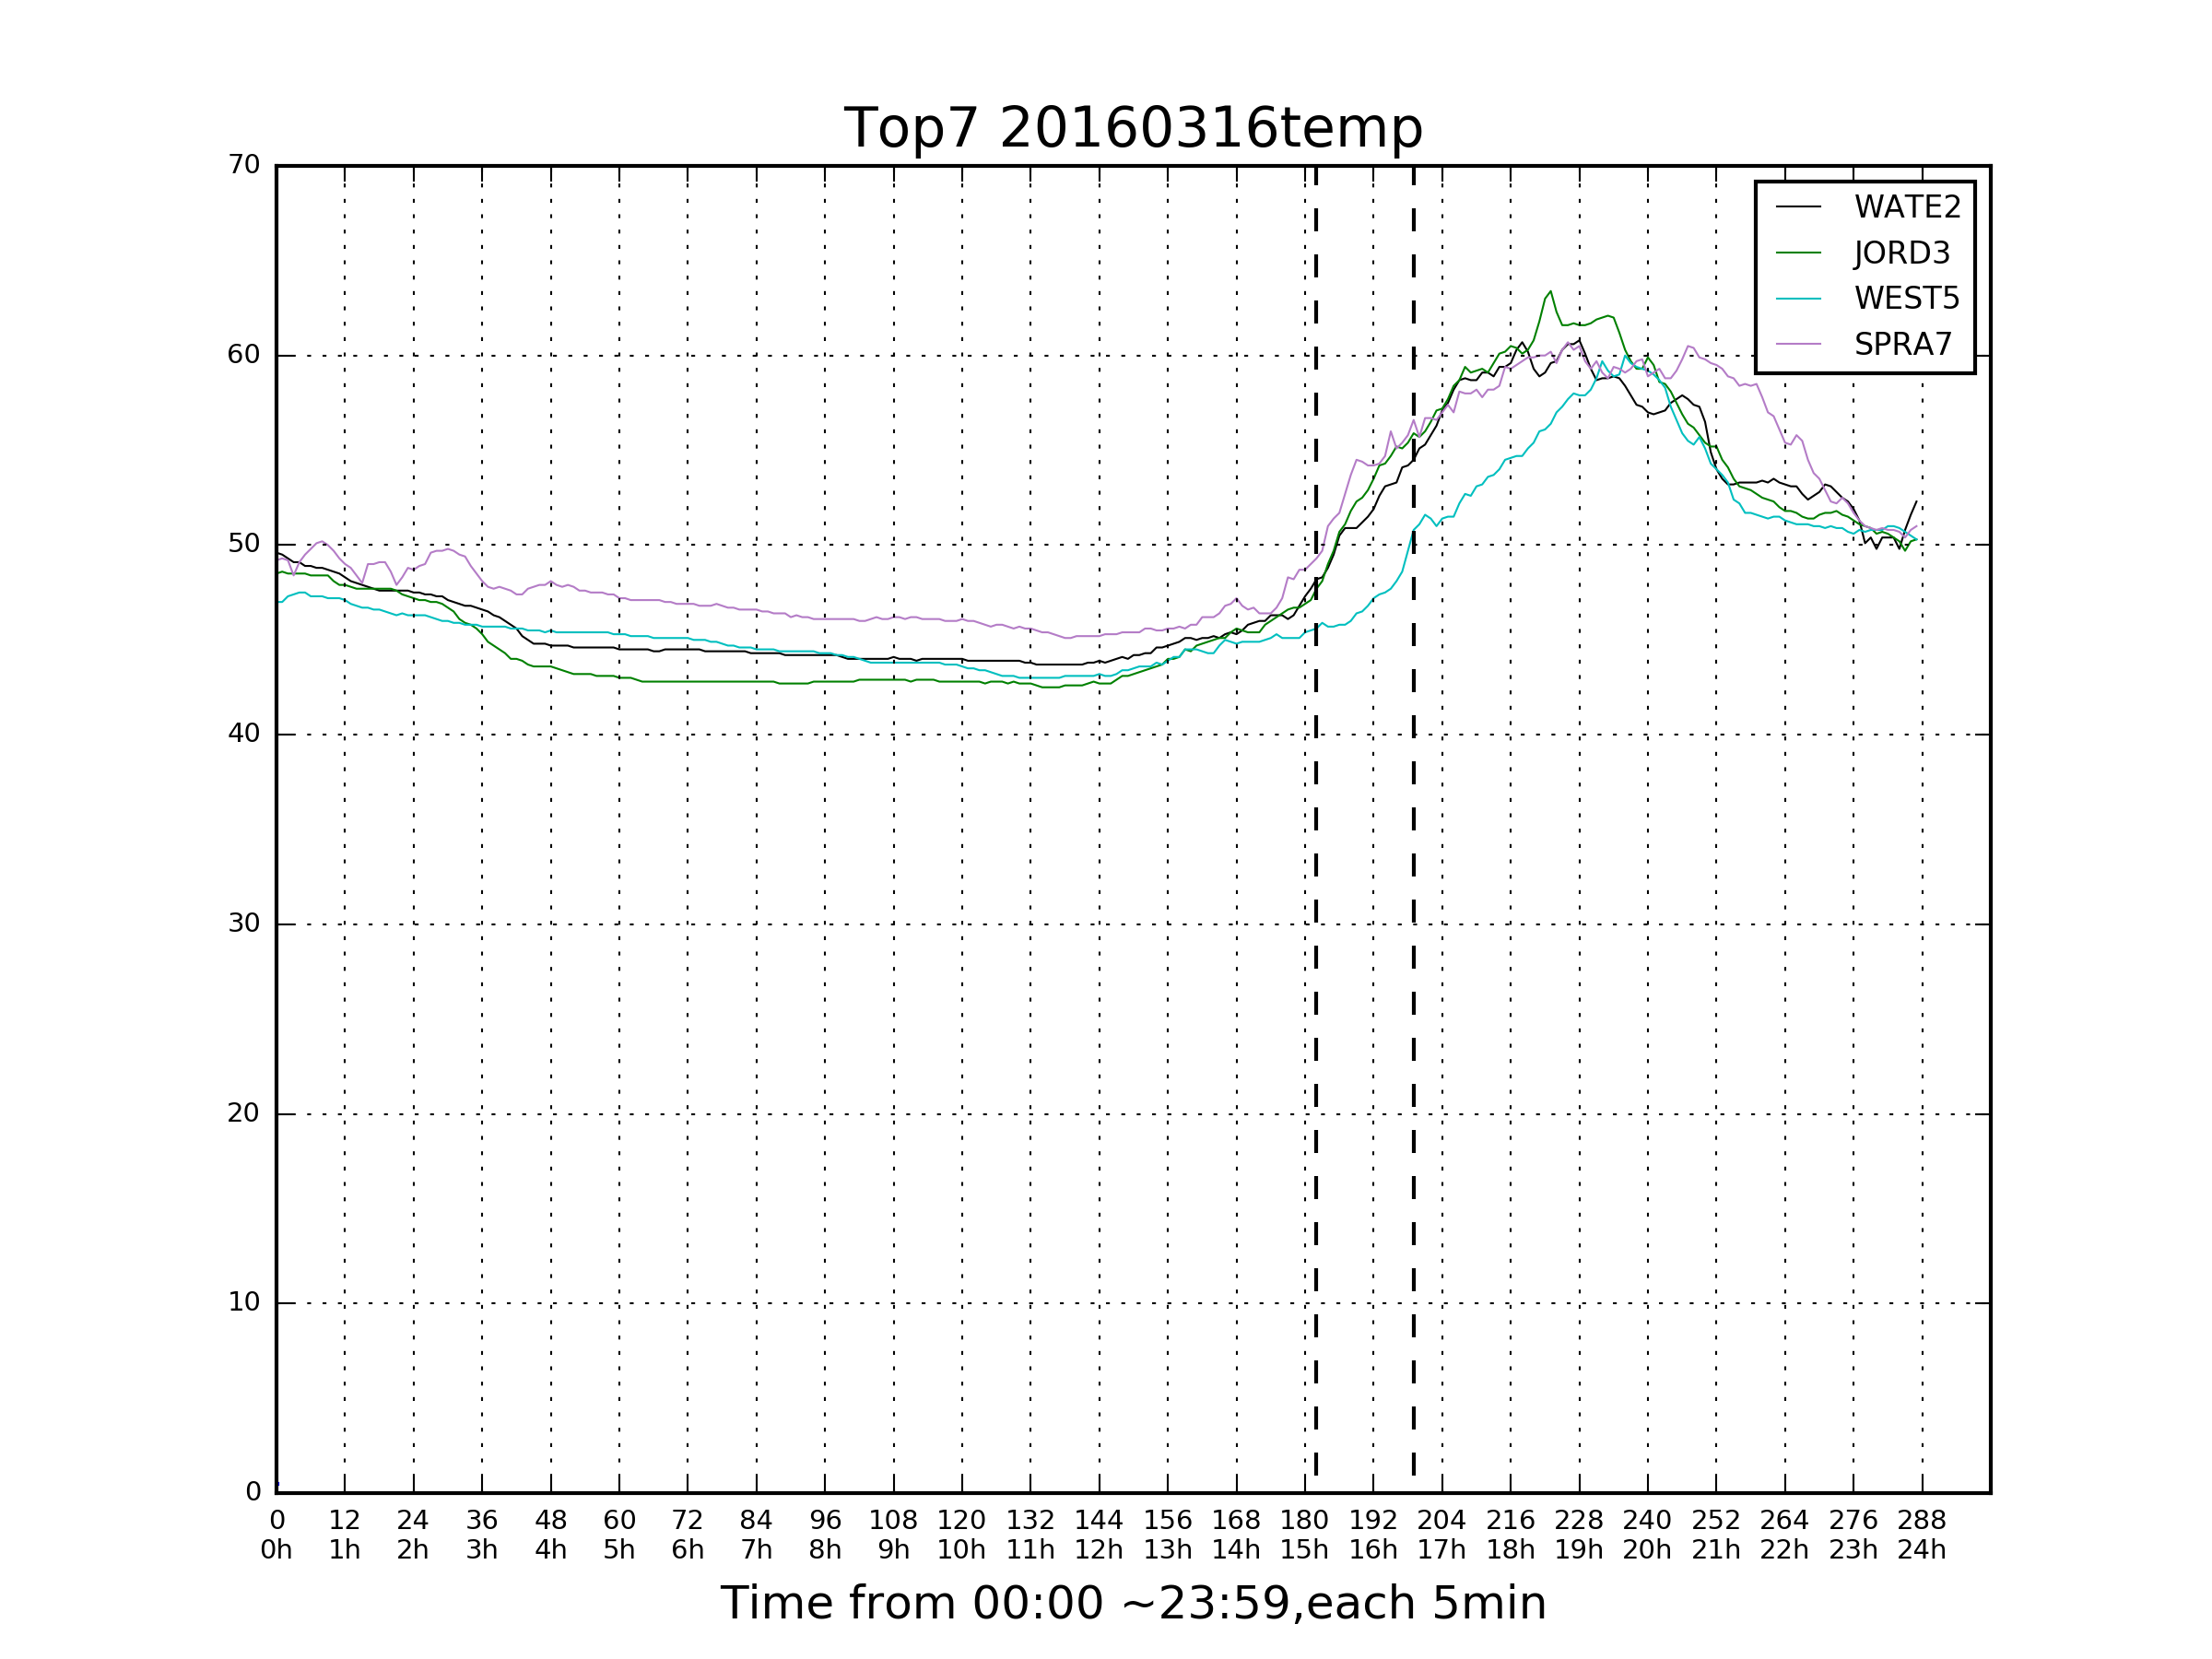 Top7 20160316temp
70
60
50
40
30
20
10
0
WATE2
JORD3
WEST5
SPRA7
0 12 24 36 48 60 72 84 96 108 120 132 144 156 168 180 192 204 216 228 240 252 264 276 288
0h 1h 2h 3h 4h 5h 6h 7h 8h 9h 10h 11h 12h 13h 14h 15h 16h 17h 18h 19h 20h 21h 22h 23h 24h
Time from 00:00 ~23:59,each 5min